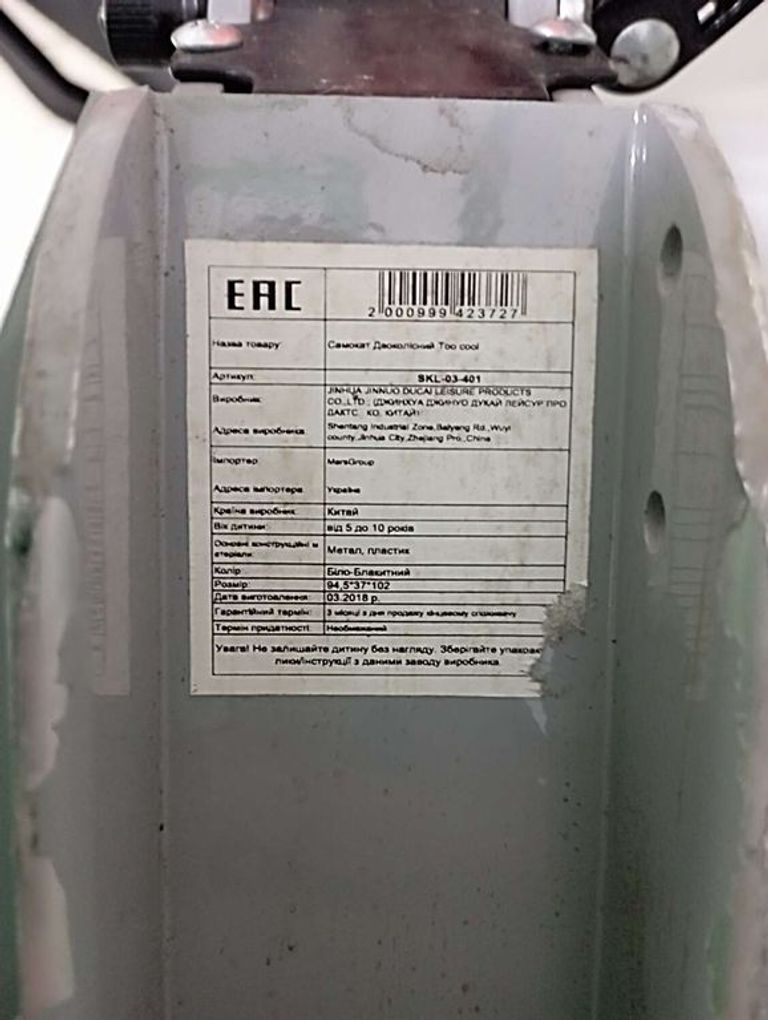 EAC
2 000999 423727
Назва товару: Самокат Двоколісний Too cool
Артикул: SKL-03-401
Виробник: JINHUA JINNUO DUCAI LEISURE PRODUCTS
CO.,LTD., (ДЖИНХУА ДЖИНУО ДУКАЙ ЛЕЙСУР ПРО
ДАКТС., КО, КИТАЙ)
Адреса виробника: Shentang Industrial Zone,Baiyang Rd.,Wuyi
county,Jinhua City,Zhejiang Pro.,China
Імпортер: MarsGroup
Адреса імпортера: Україна
Країна виробник: Китай
Вік дитини: від 5 до 10 років
Основні конструкційні м
атеріали: Метал, пластик
Колір: Біло-Блакитний
Розмір: 94,5*37*102
Дата виготовлення: 03.2018 р.
Гарантійний термін: 3 місяці з дня продажу кінцевому споживачу
Термін придатності: Необмежений
Увага! Не залишайте дитину без нагляду. Зберігайте упаков
лики/інструкції з даними заводу виробника.